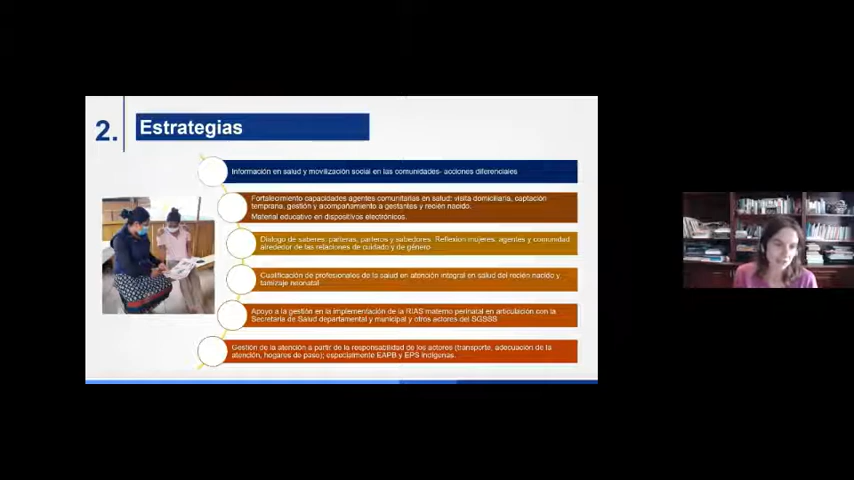 2.
Estrategias
Información en salud y movilización social en las comunidades- acciones diferenciales
Fortalecimiento capacidades agentes comunitarias en salud: visita domiciliaria, captación
temprana, gestión y acompañamiento a gestantes y recién nacido.
Material educativo en dispositivos electrónicos.
Dialogo de saberes: parteras, parteros y sabedores. Reflexión mujeres: agentes y comunidad
alrededor de las relaciones de cuidado y de género
Cualificación de profesionales de la salud en atención integral en salud del recién nacido y
tamizaje neonatal
Apoyo a la gestión en la implementación de la RIAS materno perinatal en articulación con la
Secretaria de Salud departamental y municipal y otros actores del SGSSS
Gestión de la atención a partir de la responsabilidad de los actores (transporte, adecuación de la
atención, hogares de paso); especialmente EAPB y EPS indígenas.